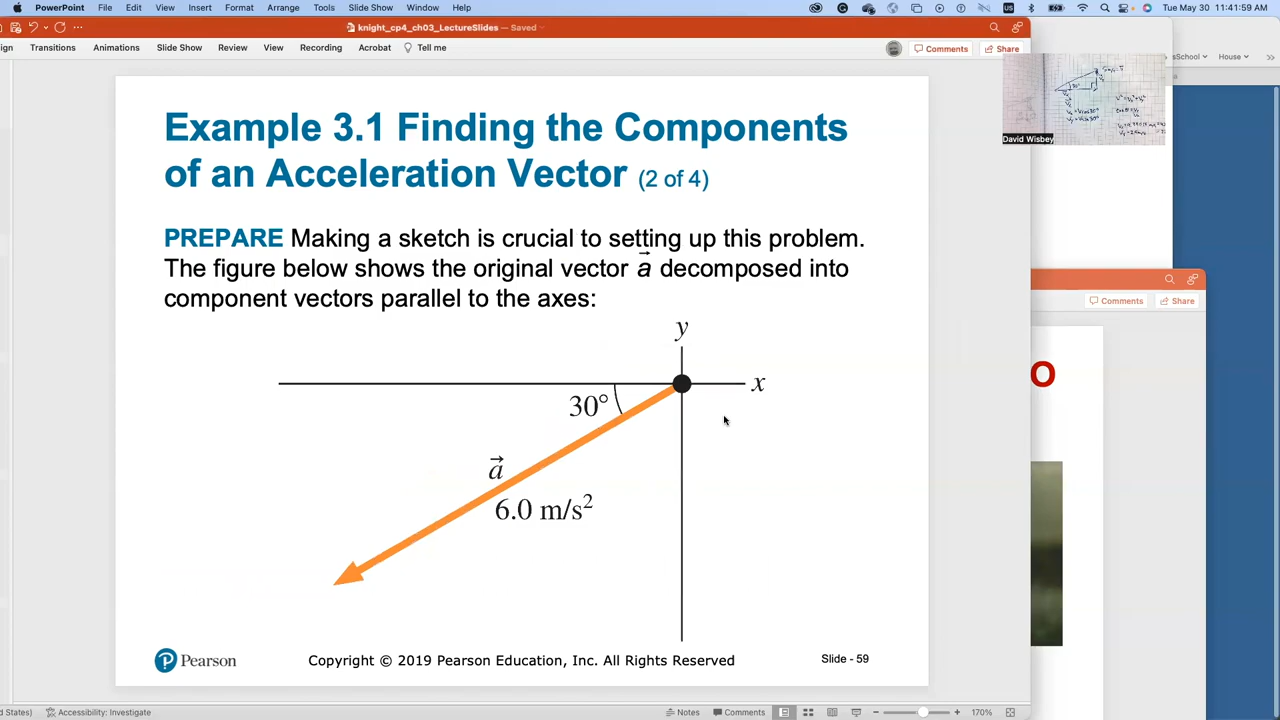 PowerPoint File Edit View Insert Format Arrange Tools Slide Show Window Help
US
Tue May 30 11:41:59 AM
knight_cp4_ch03_LectureSlides — Saved
ign Transitions Animations Slide Show Review View Recording Acrobat Tell me
Comments Share
sSchool House
David Wisbey
Example 3.1 Finding the Components
of an Acceleration Vector (2 of 4)
PREPARE Making a sketch is crucial to setting up this problem.
The figure below shows the original vector a⃗ decomposed into
component vectors parallel to the axes:
y
x
30°
a⃗
6.0 m/s²
Pearson
Copyright © 2019 Pearson Education, Inc. All Rights Reserved
Slide - 59
Comments Share
O
d States) Accessibility: Investigate
Notes Comments
170%